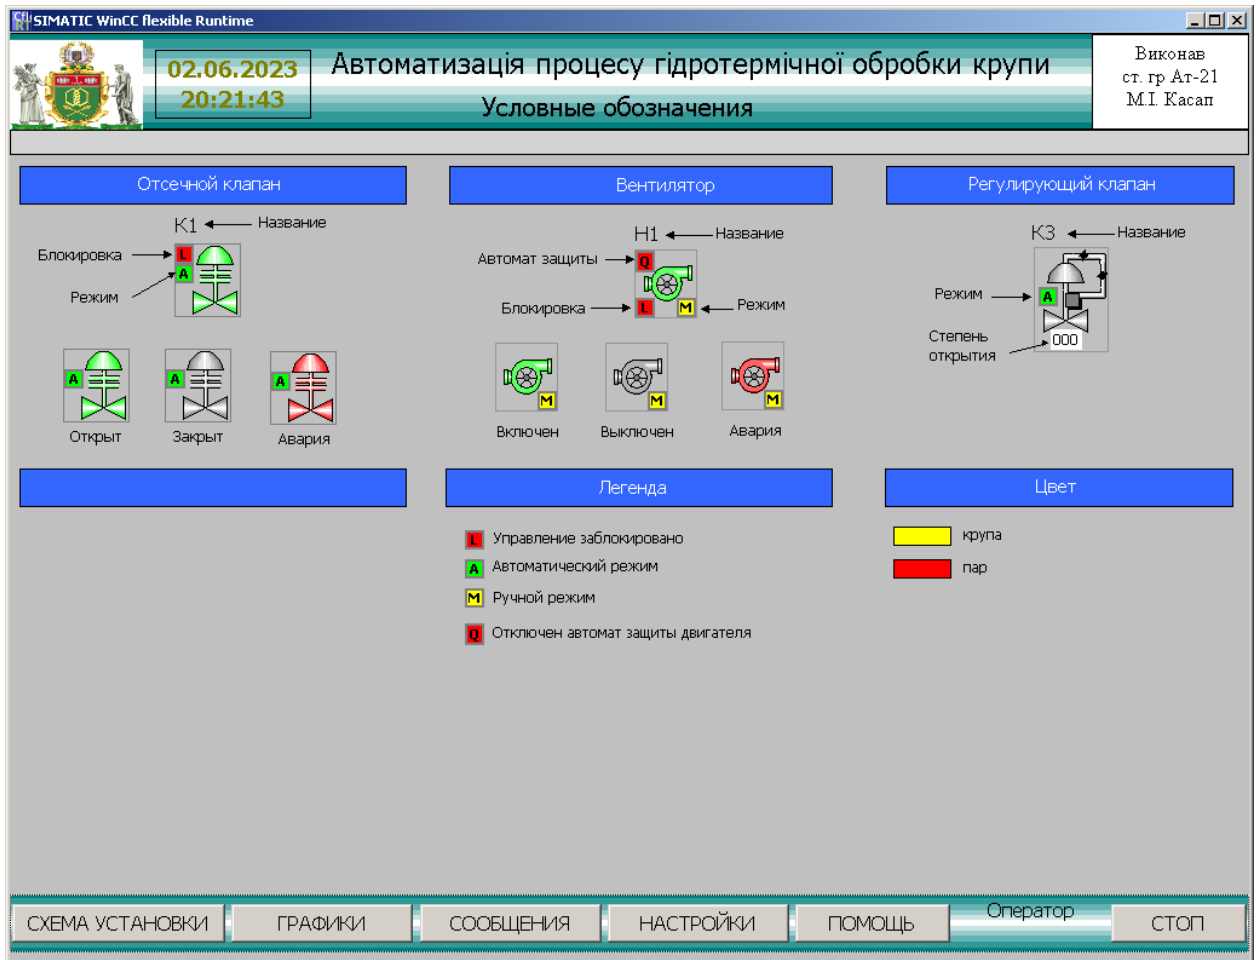 SIMATIC WinCC flexible Runtime
02.06.2023
20:21:43
Автоматизація процесу гідротермічної обробки крупи
Условные обозначения
Виконав
ст. гр Ат-21
М.І. Касап
Отсечной клапан
К1
Название
Блокировка
L
A
Режим
A
A
A
Открыт
Закрыт
Авария
Вентилятор
Н1
Название
Автомат защиты
Q
Блокировка
L
M
Режим
M
M
M
Включен
Выключен
Авария
Регулирующий клапан
К3
Название
Режим
A
Степень
открытия
000
Легенда
L Управление заблокировано
A Автоматический режим
M Ручной режим
Q Отключен автомат защиты двигателя
Цвет
крупа
пар
СХЕМА УСТАНОВКИ
ГРАФИКИ
СООБЩЕНИЯ
НАСТРОЙКИ
ПОМОЩЬ
Оператор
СТОП